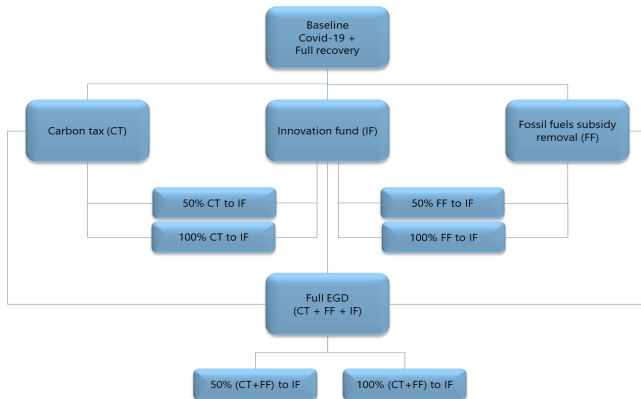 Baseline
Covid-19 +
Full recovery
Carbon tax (CT)
Innovation fund (IF)
Fossil fuels subsidy
removal (FF)
50% CT to IF
50% FF to IF
100% CT to IF
100% FF to IF
Full EGD
(CT + FF + IF)
50% (CT+FF) to IF
100% (CT+FF) to IF